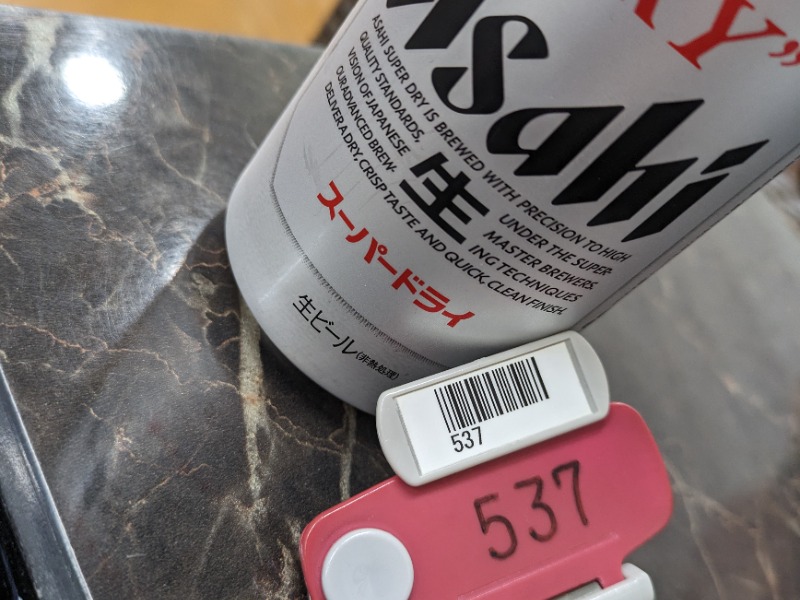 RY”
Asahi
ASAHI SUPER DRY IS BREWED WITH PRECISION TO HIGH
QUALITY STANDARDS, UNDER THE SUPER-
VISION OF JAPANESE MASTER BREWERS.
OUR ADVANCED BREW- ING TECHNIQUES
DELIVER A DRY, CRISP TASTE AND QUICK, CLEAN FINISH.
生
スーパードライ
生ビール(非熱処理)
537
537